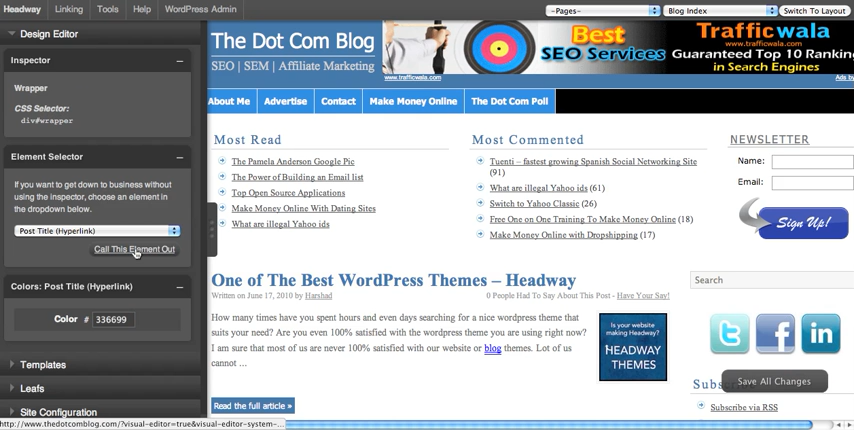 Headway Linking Tools Help WordPress Admin
-Pages- Blog Index Switch To Layout
Design Editor
Inspector
Wrapper
CSS Selector:
div#wrapper
Element Selector
If you want to get down to business without
using the inspector, choose an element in
the dropdown below.
Post Title (Hyperlink)
Call This Element Out
Colors: Post Title (Hyperlink)
Color # 336699
Templates
Leafs
Site Configuration
http://www.thedotcomblog.com/?visual-editor=true&visual-editor-system-...
The Dot Com Blog
SEO | SEM | Affiliate Marketing
www.trafficwala.com
Best
SEO Services
Trafficwala
www.trafficwala.com
Guaranteed Top 10 Ranking
in Search Engines
Ads by
About Me Advertise Contact Make Money Online The Dot Com Poll
Most Read
The Pamela Anderson Google Pic
The Power of Building an Email list
Top Open Source Applications
Make Money Online With Dating Sites
What are illegal Yahoo ids
Most Commented
Tuenti – fastest growing Spanish Social Networking Site
(91)
What are illegal Yahoo ids (61)
Switch to Yahoo Classic (26)
Free One on One Training To Make Money Online (18)
Make Money Online with Dropshipping (17)
NEWSLETTER
Name:
Email:
Sign Up!
One of The Best WordPress Themes – Headway
Written on June 17, 2010 by Harshad
0 People Had To Say About This Post - Have Your Say!
How many times have you spent hours and even days searching for a nice wordpress theme that
suits your need? Are you even 100% satisfied with the wordpress theme you are using right now?
I am sure that most of us are never 100% satisfied with our website or blog themes. Lot of us
cannot ...
Is your website
making Headway?
HEADWAY
THEMES
Read the full article »
Search
t f in
Subsc
Save All Changes
Subscribe via RSS